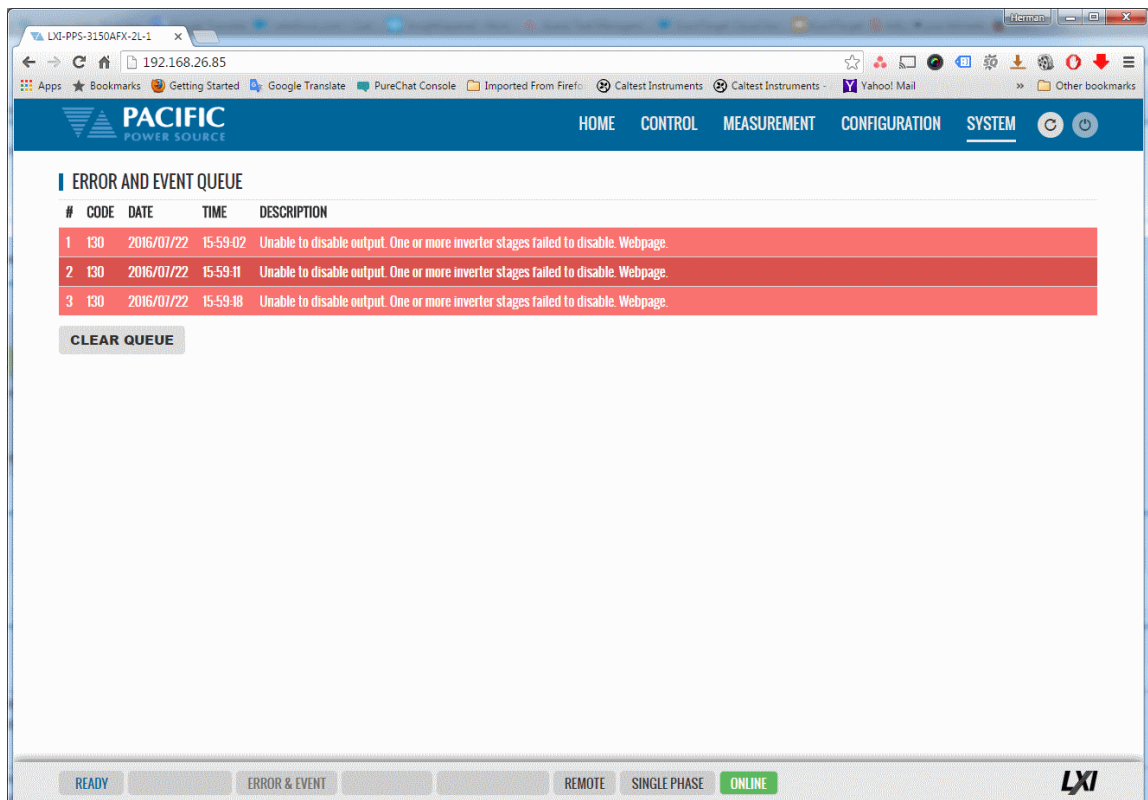 Herman
LXI-PPS-3150AFX-2L-1
192.168.26.85
Apps Bookmarks Getting Started Google Translate PureChat Console Imported From Firefo Caltest Instruments Caltest Instruments - Yahoo! Mail » Other bookmarks
PACIFIC
POWER SOURCE
HOME CONTROL MEASUREMENT CONFIGURATION SYSTEM
ERROR AND EVENT QUEUE
# CODE DATE TIME DESCRIPTION
1 130 2016/07/22 15:59:02 Unable to disable output. One or more inverter stages failed to disable. Webpage.
2 130 2016/07/22 15:59:11 Unable to disable output. One or more inverter stages failed to disable. Webpage.
3 130 2016/07/22 15:59:18 Unable to disable output. One or more inverter stages failed to disable. Webpage.
CLEAR QUEUE
READY ERROR & EVENT REMOTE SINGLE PHASE ONLINE LXI